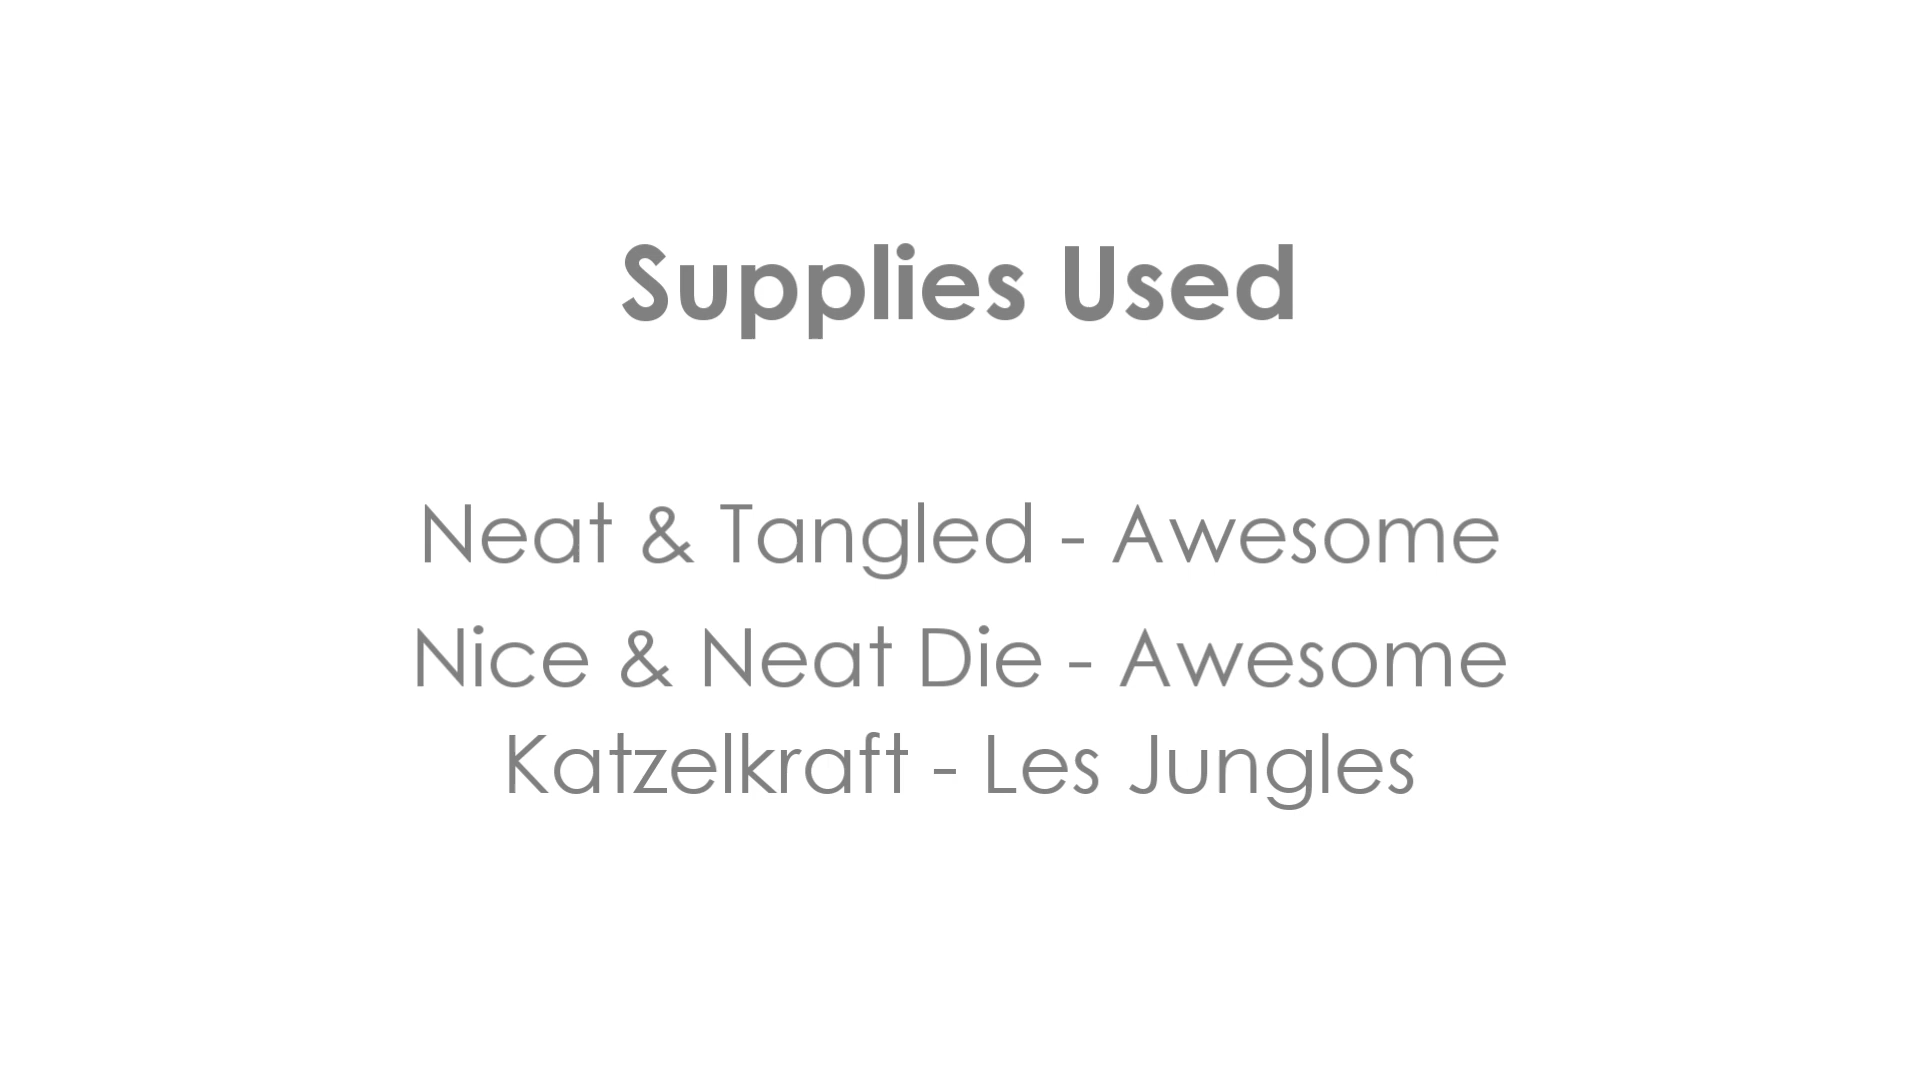 Supplies Used
Neat & Tangled - Awesome
Nice & Neat Die - Awesome
Katzelkraft - Les Jungles